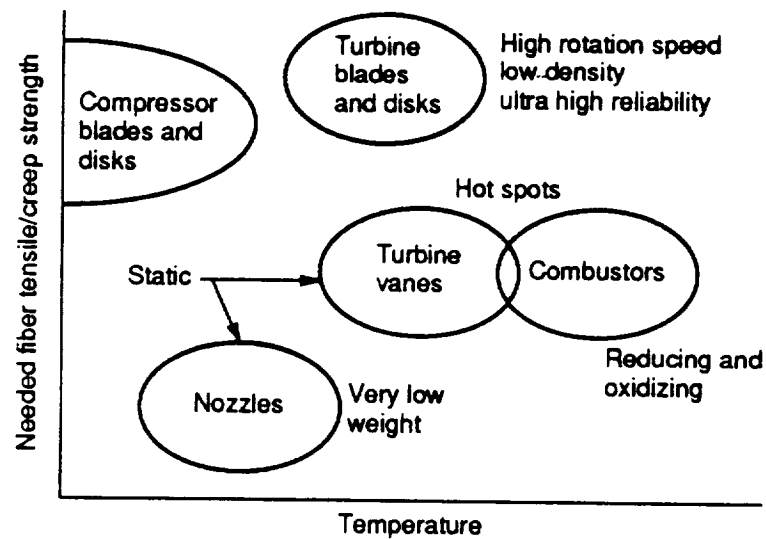 Needed fiber tensile/creep strength
Compressor
blades and
disks
Turbine
blades
and disks
High rotation speed
low density
ultra high reliability
Hot spots
Turbine
vanes
Combustors
Static
Reducing and
oxidizing
Nozzles
Very low
weight
Temperature